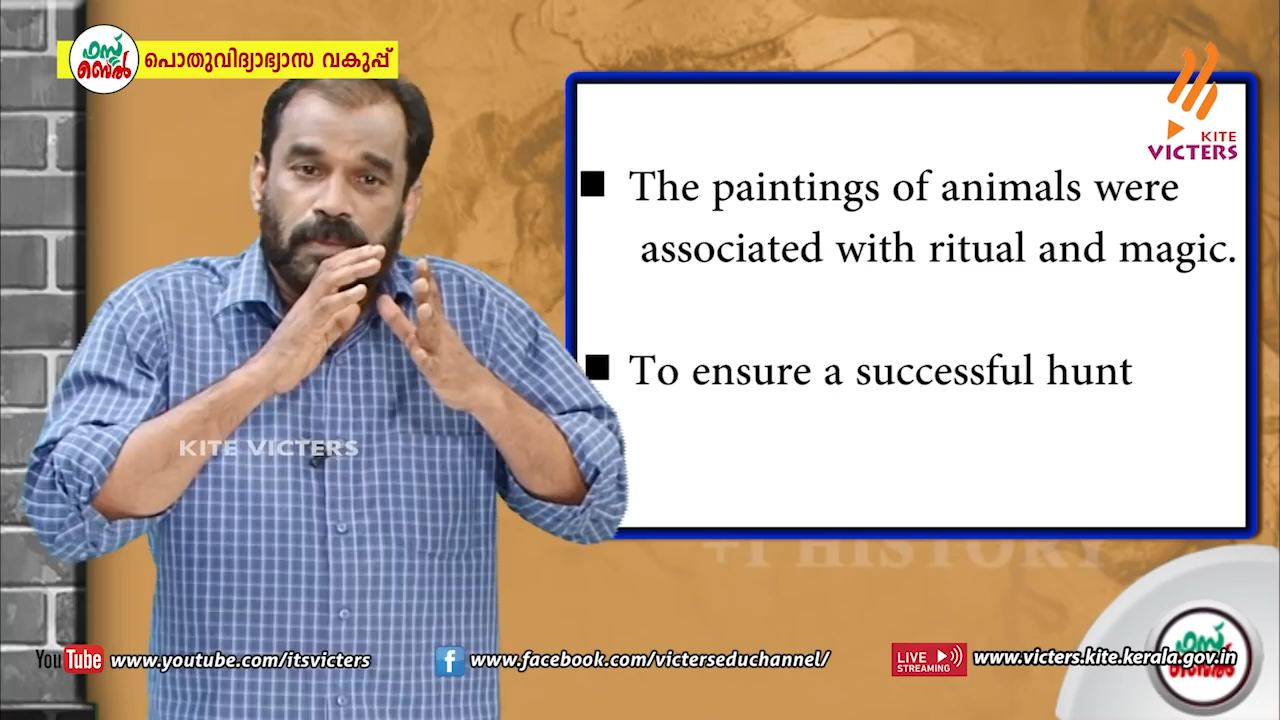 ഫസ്റ്റ്
ബെൽ
പൊതുവിദ്യാഭ്യാസ വകുപ്പ്
KITE
VICTERS
■ The paintings of animals were
associated with ritual and magic.
■ To ensure a successful hunt
KITE VICTERS
+1 HISTORY
YouTube www.youtube.com/itsvicters
f www.facebook.com/victerseduchannel/
LIVE
STREAMING
www.victers.kite.kerala.gov.in
ഫസ്റ്റ്
ബെൽ